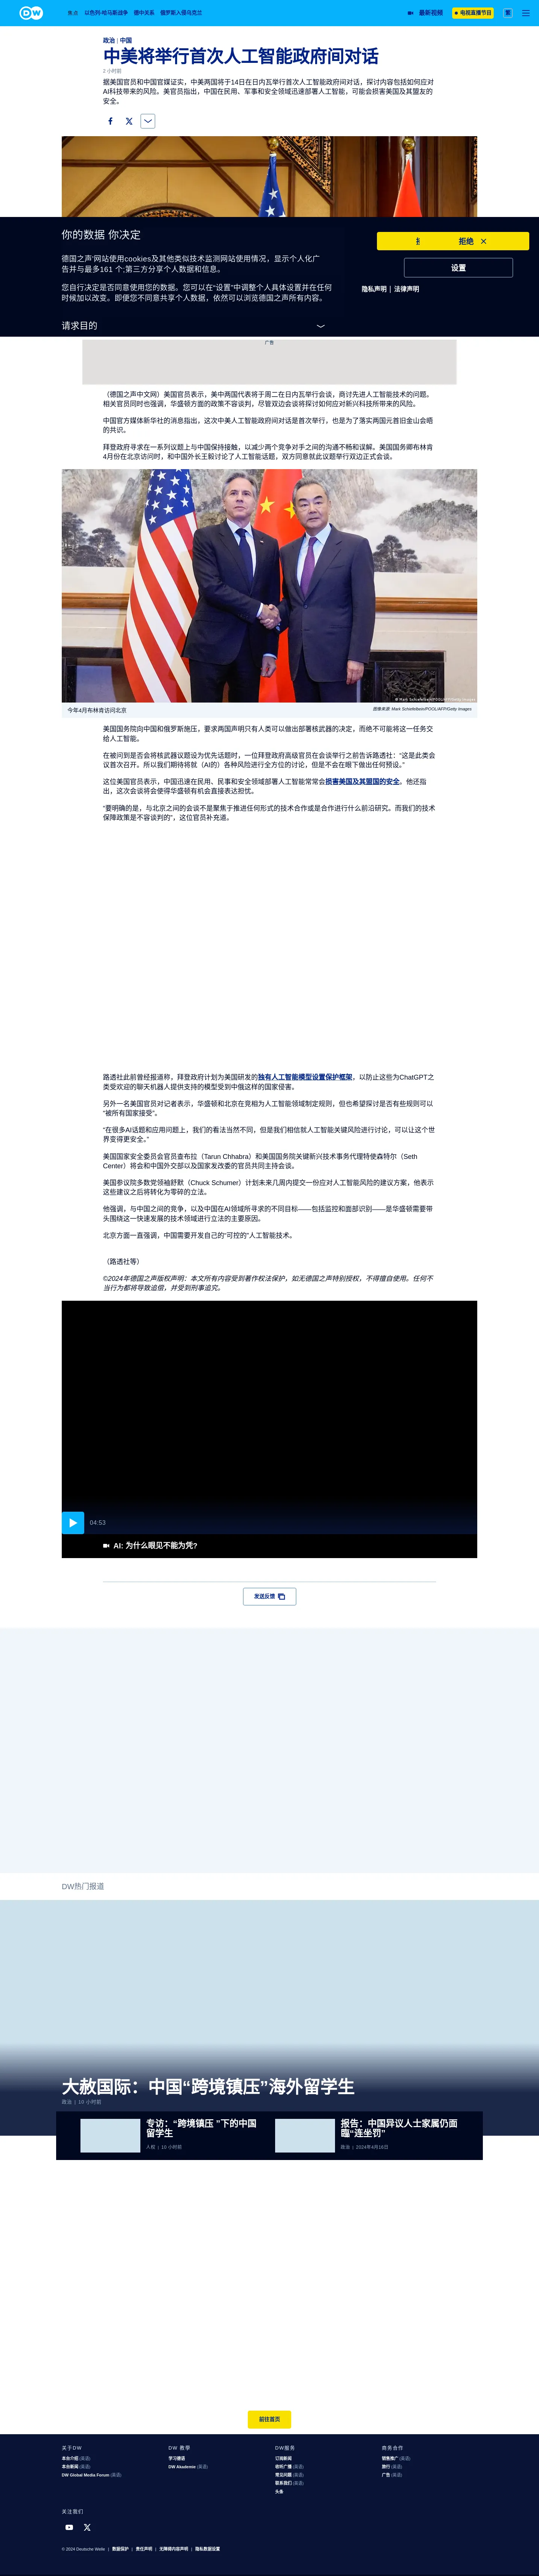 DW
焦点 以色列-哈马斯战争 德中关系 俄罗斯入侵乌克兰 最新视频 电视直播节目 繁
政治 | 中国
中美将举行首次人工智能政府间对话
2 小时前
据美国官员和中国官媒证实，中美两国将于14日在日内瓦举行首次人工智能政府间对话，探讨内容包括如何应对
AI科技带来的风险。美官员指出，中国在民用、军事和安全领域迅速部署人工智能，可能会损害美国及其盟友的
安全。
你的数据 你决定
德国之声'网站使用cookies及其他类似技术监测网站使用情况，显示个人化广
告并与最多161 个;第三方分享个人数据和信息。
您自行决定是否同意使用您的数据。您可以在“设置”中调整个人具体设置并在任何
时候加以改变。即便您不同意共享个人数据，依然可以浏览德国之声所有内容。
请求目的
拒绝
设置
隐私声明 | 法律声明
广告
（德国之声中文网）美国官员表示，美中两国代表将于周二在日内瓦举行会谈，商讨先进人工智能技术的问题。
相关官员同时也强调，华盛顿方面的政策不容谈判，尽管双边会谈将探讨如何应对新兴科技所带来的风险。
中国官方媒体新华社的消息指出，这次中美人工智能政府间对话是首次举行，也是为了落实两国元首旧金山会晤
的共识。
拜登政府寻求在一系列议题上与中国保持接触，以减少两个竞争对手之间的沟通不畅和误解。美国国务卿布林肯
4月份在北京访问时，和中国外长王毅讨论了人工智能话题，双方同意就此议题举行双边正式会谈。
今年4月布林肯访问北京
图像来源: Mark Schiefelbein/POOL/AFP/Getty Images
美国国务院向中国和俄罗斯施压，要求两国声明只有人类可以做出部署核武器的决定，而绝不可能将这一任务交
给人工智能。
在被问到是否会将核武器议题设为优先话题时，一位拜登政府高级官员在会谈举行之前告诉路透社：“这是此类会
议首次召开。所以我们期待将就（AI的）各种风险进行全方位的讨论，但是不会在眼下做出任何预设。”
这位美国官员表示，中国迅速在民用、民事和安全领域部署人工智能常常会损害美国及其盟国的安全。他还指
出，这次会谈将会使得华盛顿有机会直接表达担忧。
“要明确的是，与北京之间的会谈不是聚焦于推进任何形式的技术合作或是合作进行什么前沿研究。而我们的技术
保障政策是不容谈判的”，这位官员补充道。
路透社此前曾经报道称，拜登政府计划为美国研发的独有人工智能模型设置保护框架，以防止这些为ChatGPT之
类受欢迎的聊天机器人提供支持的模型受到中俄这样的国家侵害。
另外一名美国官员对记者表示，华盛顿和北京在竞相为人工智能领域制定规则，但也希望探讨是否有些规则可以
“被所有国家接受”。
“在很多AI话题和应用问题上，我们的看法当然不同，但是我们相信就人工智能关键风险进行讨论，可以让这个世
界变得更安全。”
美国国家安全委员会官员查布拉（Tarun Chhabra）和美国国务院关键新兴技术事务代理特使森特尔（Seth
Center）将会和中国外交部以及国家发改委的官员共同主持会谈。
美国参议院多数党领袖舒默（Chuck Schumer）计划未来几周内提交一份应对人工智能风险的建议方案，他表示
这些建议之后将转化为零碎的立法。
他强调，与中国之间的竞争，以及中国在AI领域所寻求的不同目标——包括监控和面部识别——是华盛顿需要带
头围绕这一快速发展的技术领域进行立法的主要原因。
北京方面一直强调，中国需要开发自己的“可控的”人工智能技术。
（路透社等）
©2024年德国之声版权声明：本文所有内容受到著作权法保护，如无德国之声特别授权，不得擅自使用。任何不
当行为都将导致追偿，并受到刑事追究。
04:53
AI: 为什么眼见不能为凭?
发送反馈
DW热门报道
大赦国际：中国“跨境镇压”海外留学生
政治 | 10 小时前
专访：“跨境镇压 ”下的中国
留学生
人权 | 10 小时前
报告：中国异议人士家属仍面
临“连坐罚”
政治 | 2024年4月16日
前往首页
关于DW
本台介绍 (英语)
本台新闻 (英语)
DW Global Media Forum (英语)
DW 教学
学习德语
DW Akademie (英语)
DW服务
订阅新闻
收听广播 (英语)
常见问题 (英语)
联系我们 (英语)
头条
商务合作
销售推广 (英语)
旅行 (英语)
广告 (英语)
关注我们
© 2024 Deutsche Welle | 数据保护 | 责任声明 | 无障碍内容声明 | 隐私数据设置